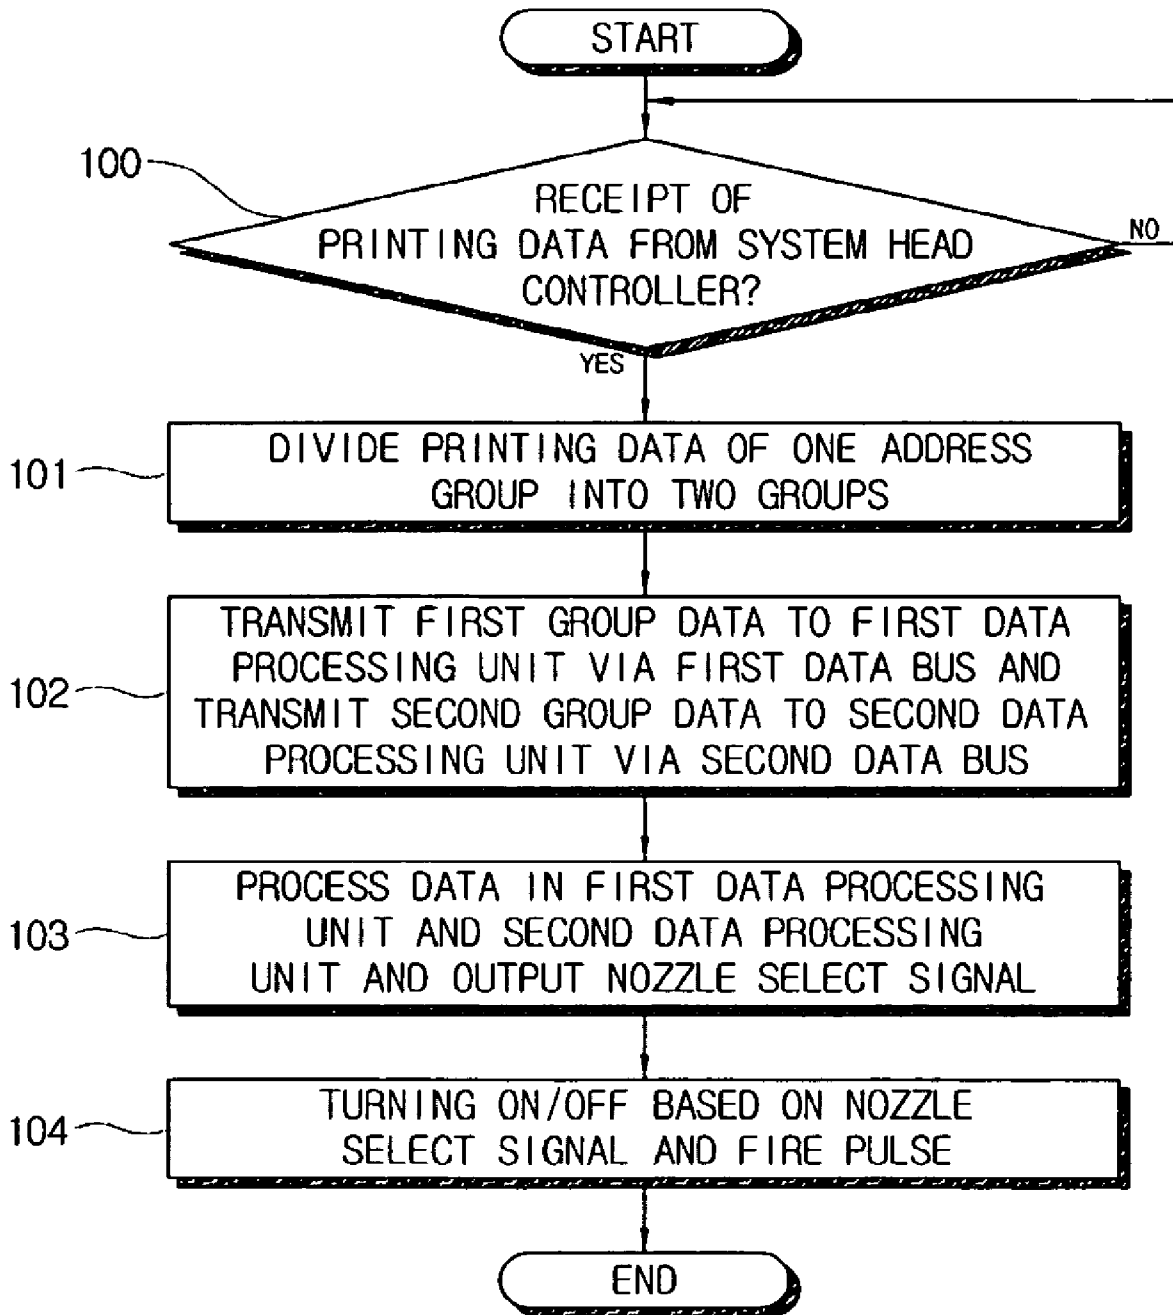 START
100
RECEIPT OF
PRINTING DATA FROM SYSTEM HEAD
CONTROLLER?
NO
YES
101
DIVIDE PRINTING DATA OF ONE ADDRESS
GROUP INTO TWO GROUPS
102
TRANSMIT FIRST GROUP DATA TO FIRST DATA
PROCESSING UNIT VIA FIRST DATA BUS AND
TRANSMIT SECOND GROUP DATA TO SECOND DATA
PROCESSING UNIT VIA SECOND DATA BUS
103
PROCESS DATA IN FIRST DATA PROCESSING
UNIT AND SECOND DATA PROCESSING
UNIT AND OUTPUT NOZZLE SELECT SIGNAL
104
TURNING ON/OFF BASED ON NOZZLE
SELECT SIGNAL AND FIRE PULSE
END